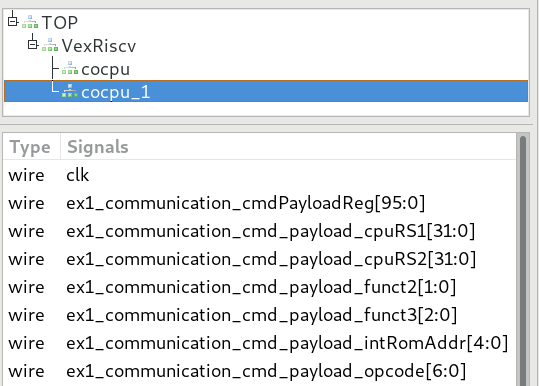 TOP
VexRiscv
cocpu
cocpu_1
Type Signals
wire clk
wire ex1_communication_cmdPayloadReg[95:0]
wire ex1_communication_cmd_payload_cpuRS1[31:0]
wire ex1_communication_cmd_payload_cpuRS2[31:0]
wire ex1_communication_cmd_payload_funct2[1:0]
wire ex1_communication_cmd_payload_funct3[2:0]
wire ex1_communication_cmd_payload_intRomAddr[4:0]
wire ex1_communication_cmd_payload_opcode[6:0]